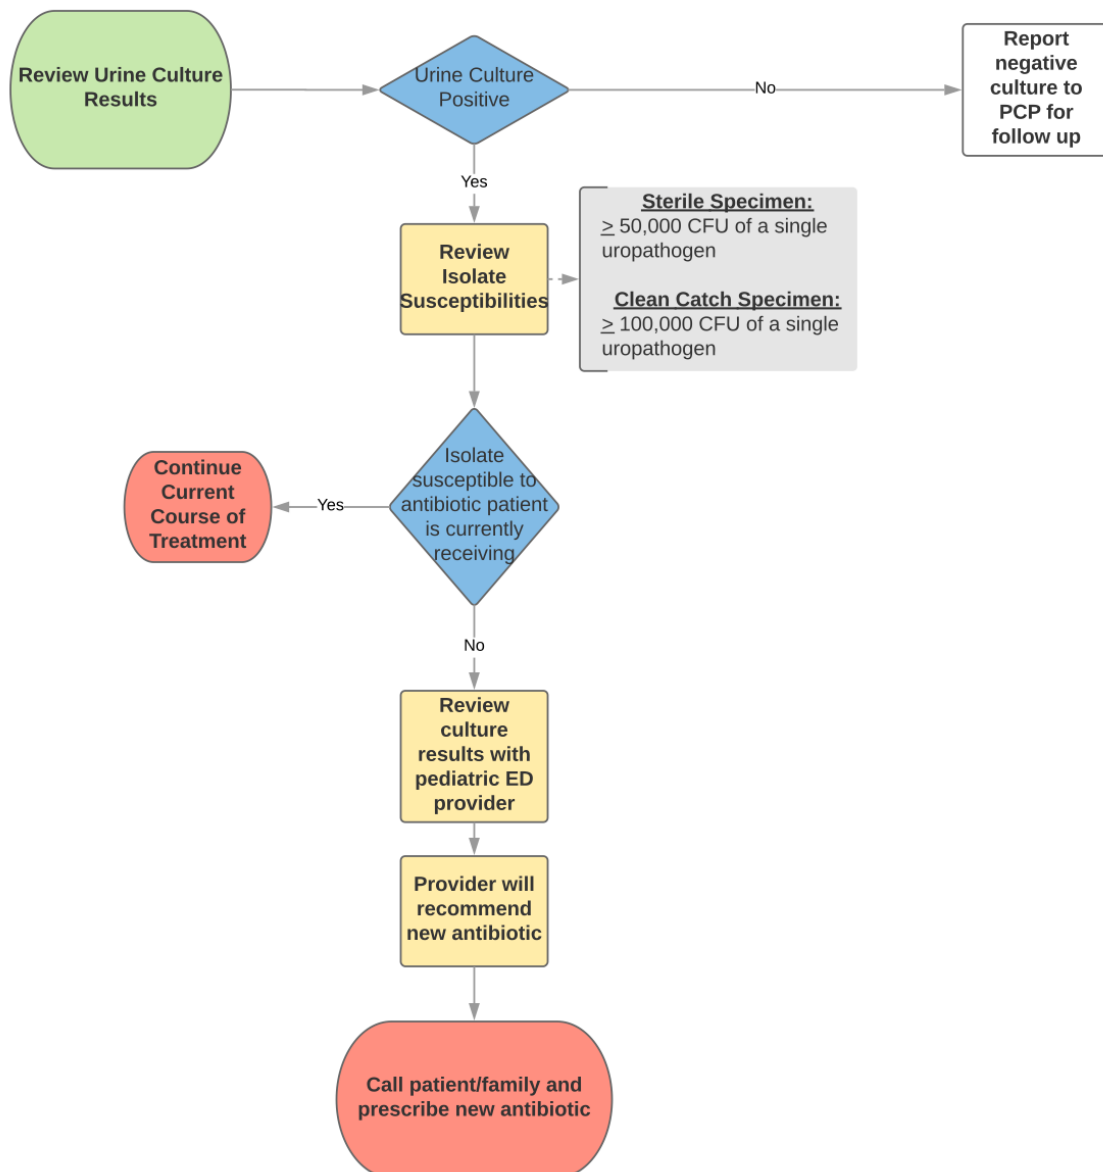 Review Urine Culture
Results
Urine Culture
Positive
No
Report
negative
culture to
PCP for
follow up
Yes
Review
Isolate
Susceptibilities
Sterile Specimen:
≥ 50,000 CFU of a single
uropathogen
Clean Catch Specimen:
≥ 100,000 CFU of a single
uropathogen
Isolate
susceptible to
antibiotic patient
is currently
receiving
Yes
Continue
Current
Course of
Treatment
No
Review
culture
results with
pediatric ED
provider
Provider will
recommend
new antibiotic
Call patient/family and
prescribe new antibiotic